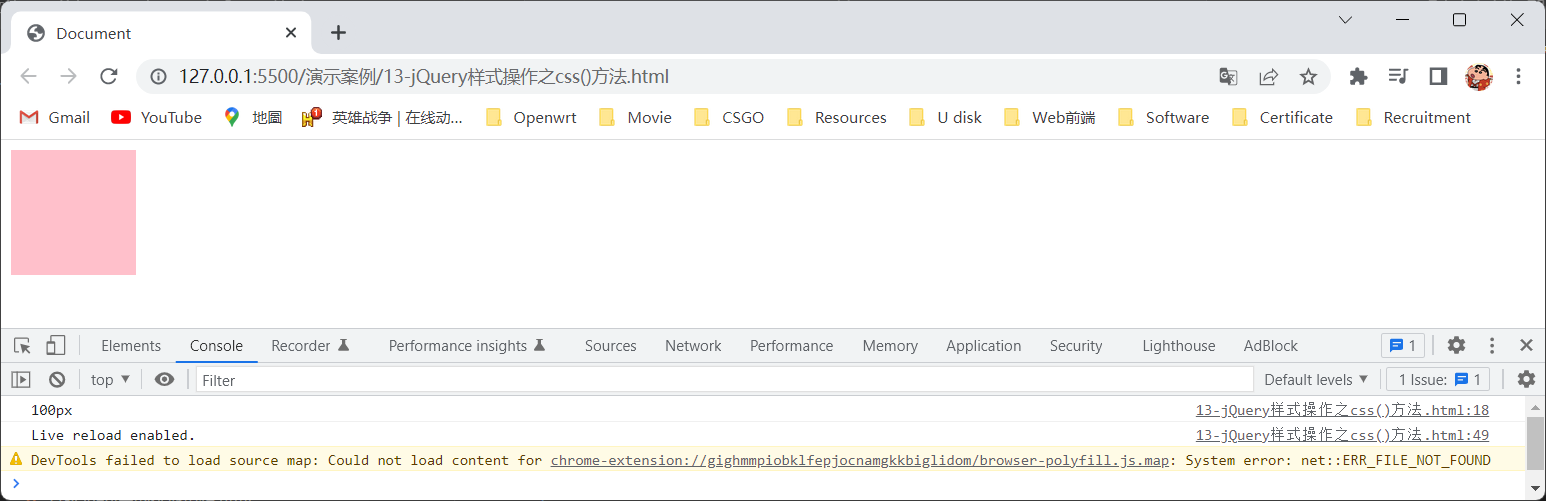 Document
127.0.0.1:5500/演示案例/13-jQuery样式操作之css()方法.html
Gmail YouTube 地圖 英雄战争 | 在线动... Openwrt Movie CSGO Resources U disk Web前端 Software Certificate Recruitment
Elements Console Recorder Performance insights Sources Network Performance Memory Application Security Lighthouse AdBlock 1
top Filter Default levels 1 Issue: 1
100px 13-jQuery样式操作之css()方法.html:18
Live reload enabled. 13-jQuery样式操作之css()方法.html:49
DevTools failed to load source map: Could not load content for chrome-extension://gighmmpiobklfepjocnamgkkbiglidom/browser-polyfill.js.map: System error: net::ERR_FILE_NOT_FOUND